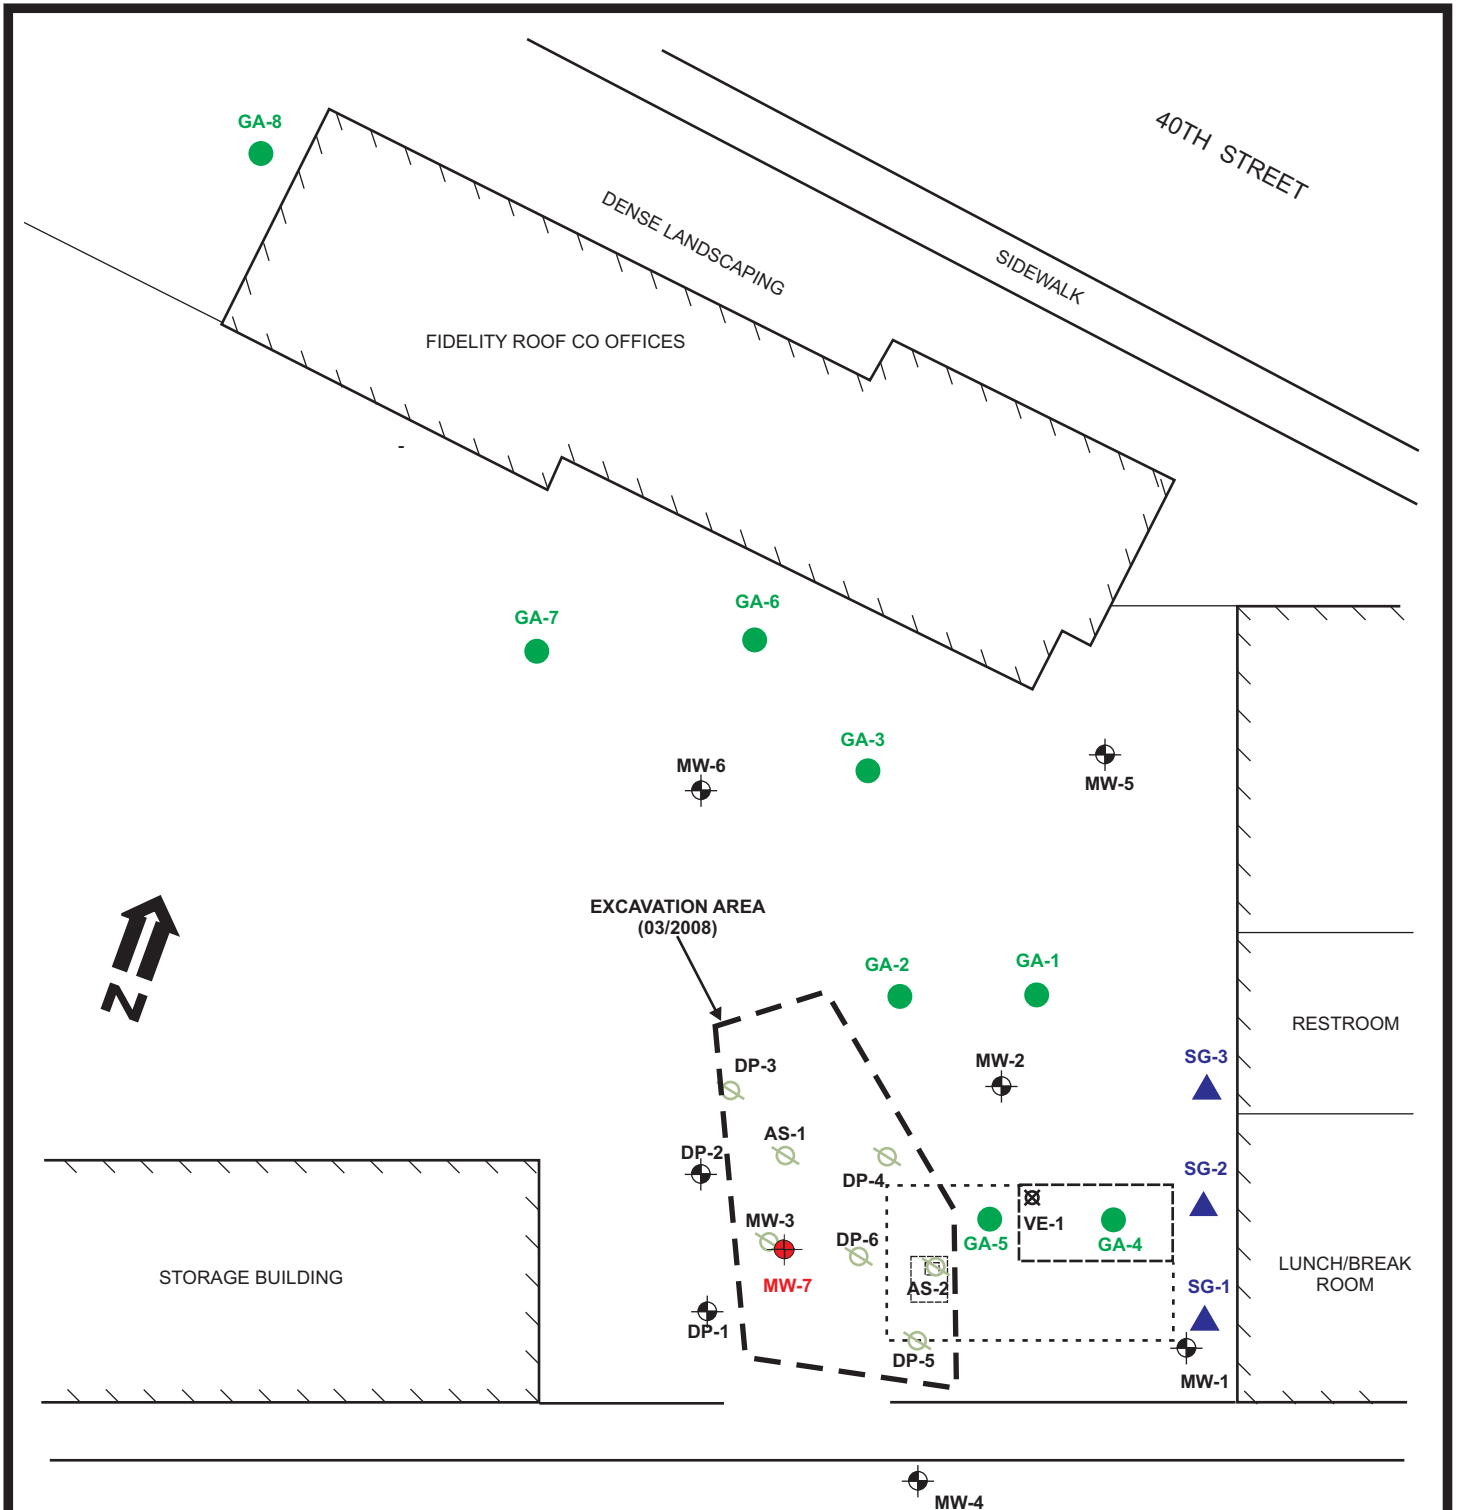 GA-8
40TH STREET
DENSE LANDSCAPING
SIDEWALK
FIDELITY ROOF CO OFFICES
-
GA-7
GA-6
GA-3
MW-6
MW-5
EXCAVATION AREA
(03/2008)
N
GA-2
GA-1
RESTROOM
DP-3
MW-2
SG-3
AS-1
DP-2
DP-4
SG-2
MW-3
DP-6
VE-1
GA-5
GA-4
STORAGE BUILDING
MW-7
AS-2
SG-1
LUNCH/BREAK
ROOM
DP-1
DP-5
MW-1
MW-4